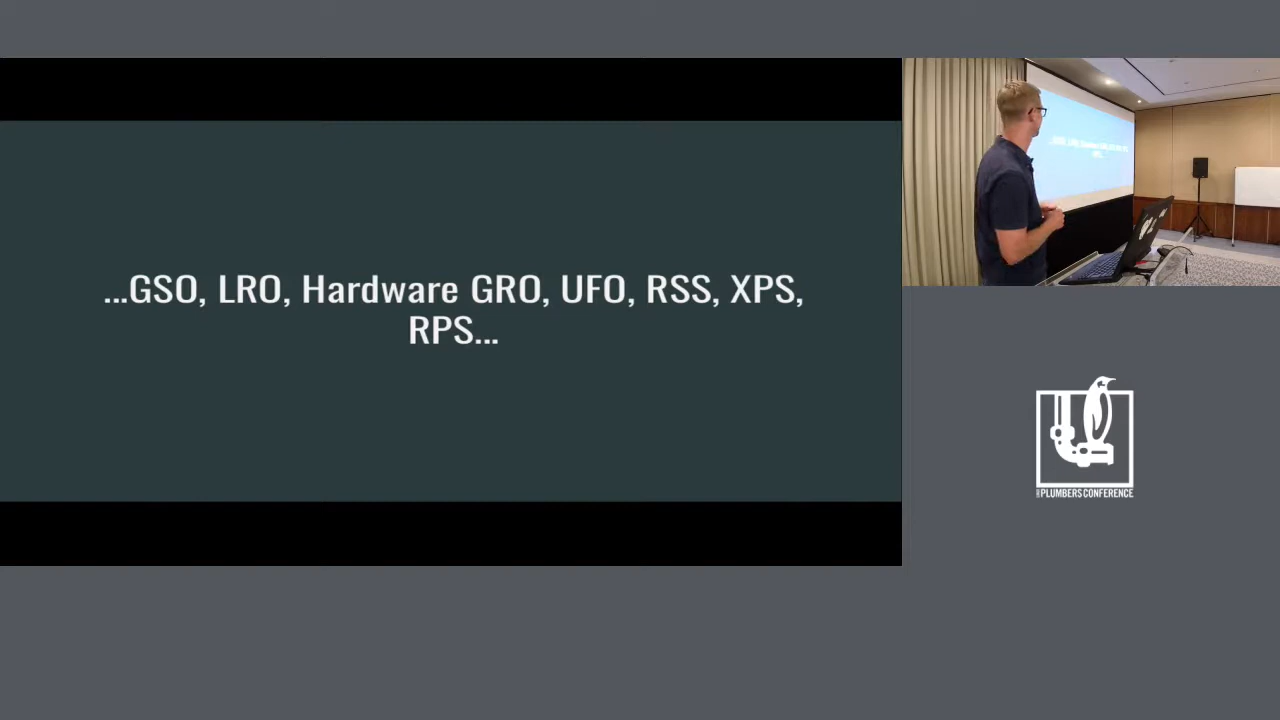 ...GSO, LRO, Hardware GRO, UFO, RSS, XPS,
RPS...
PLUMBERS CONFERENCE